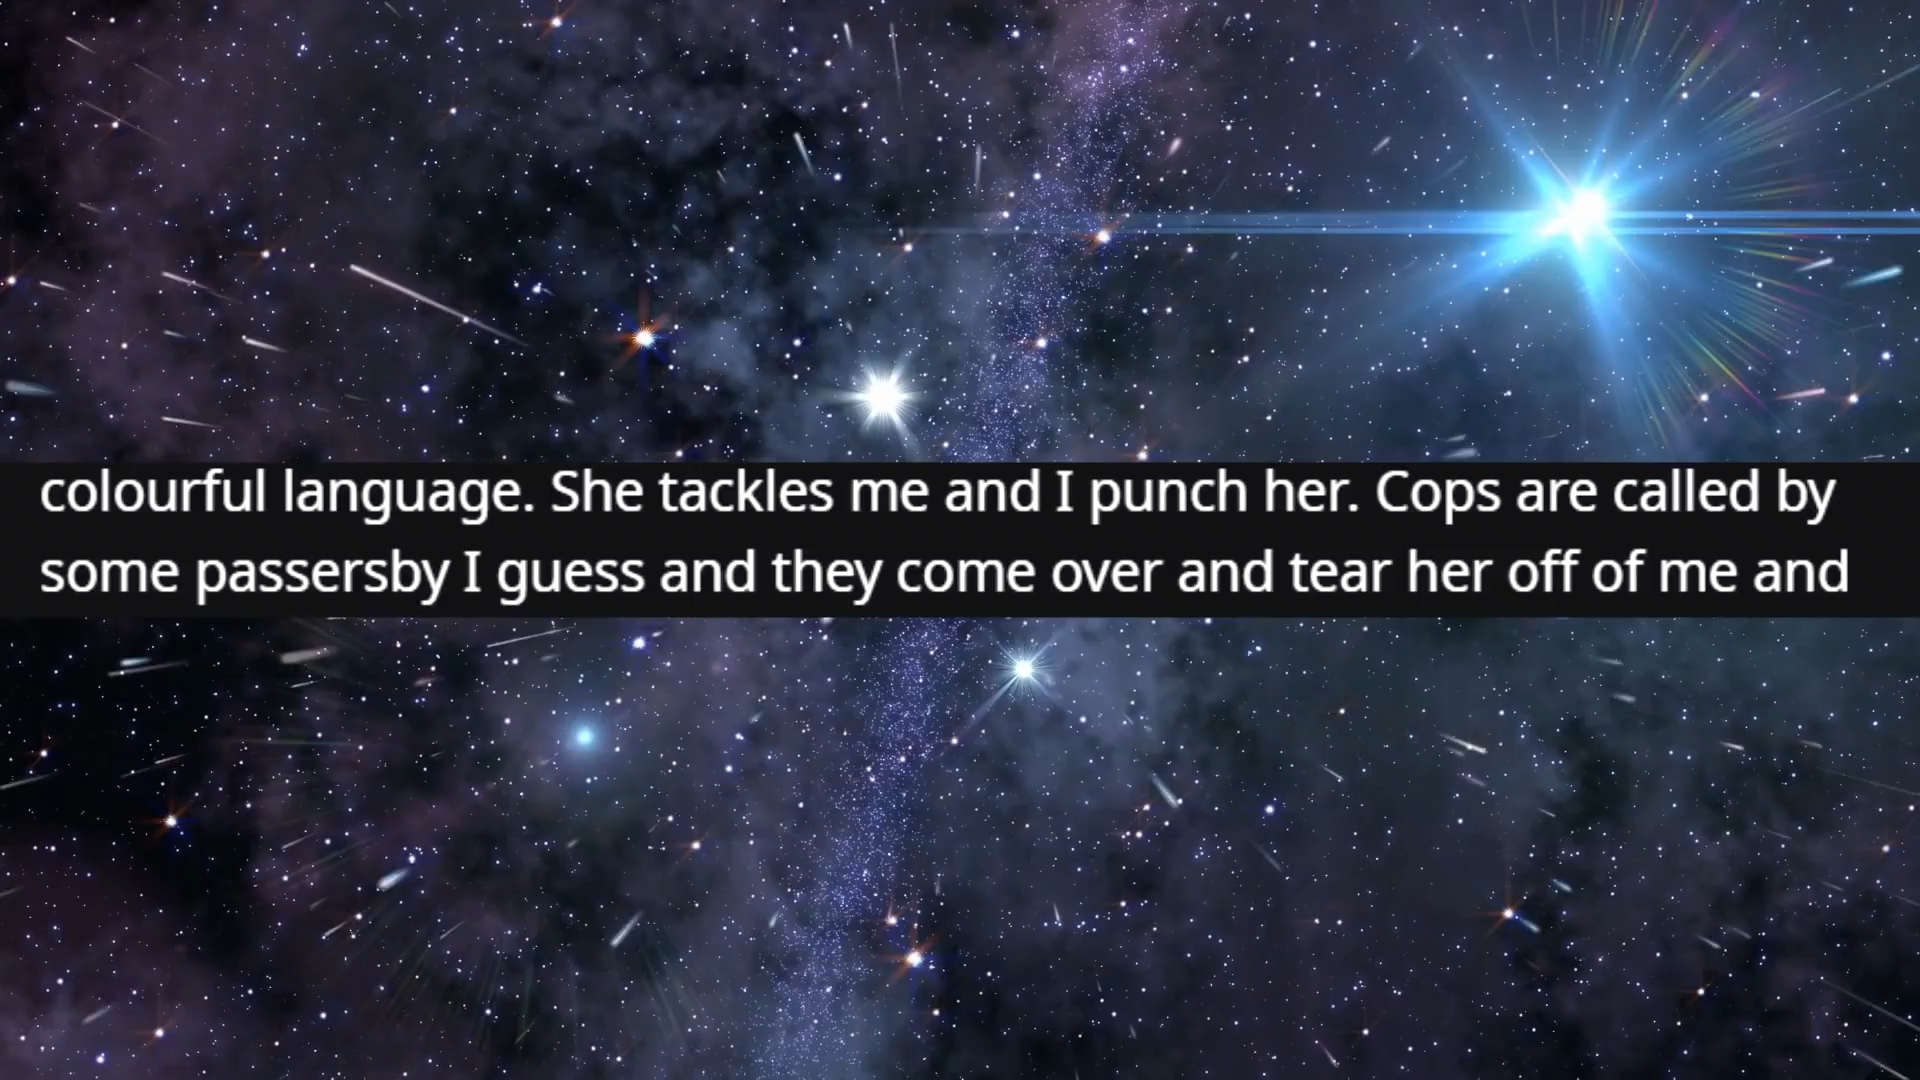 colourful language. She tackles me and I punch her. Cops are called by
some passersby I guess and they come over and tear her off of me and